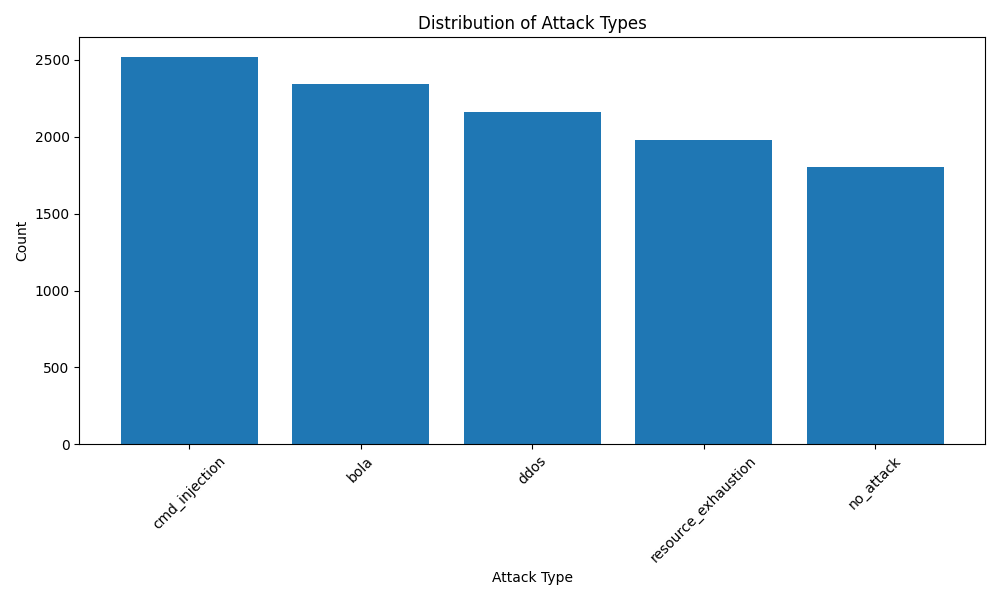 Distribution of Attack Types
Count
2500
2000
1500
1000
500
0
cmd_injection
bola
ddos
resource_exhaustion
no_attack
Attack Type